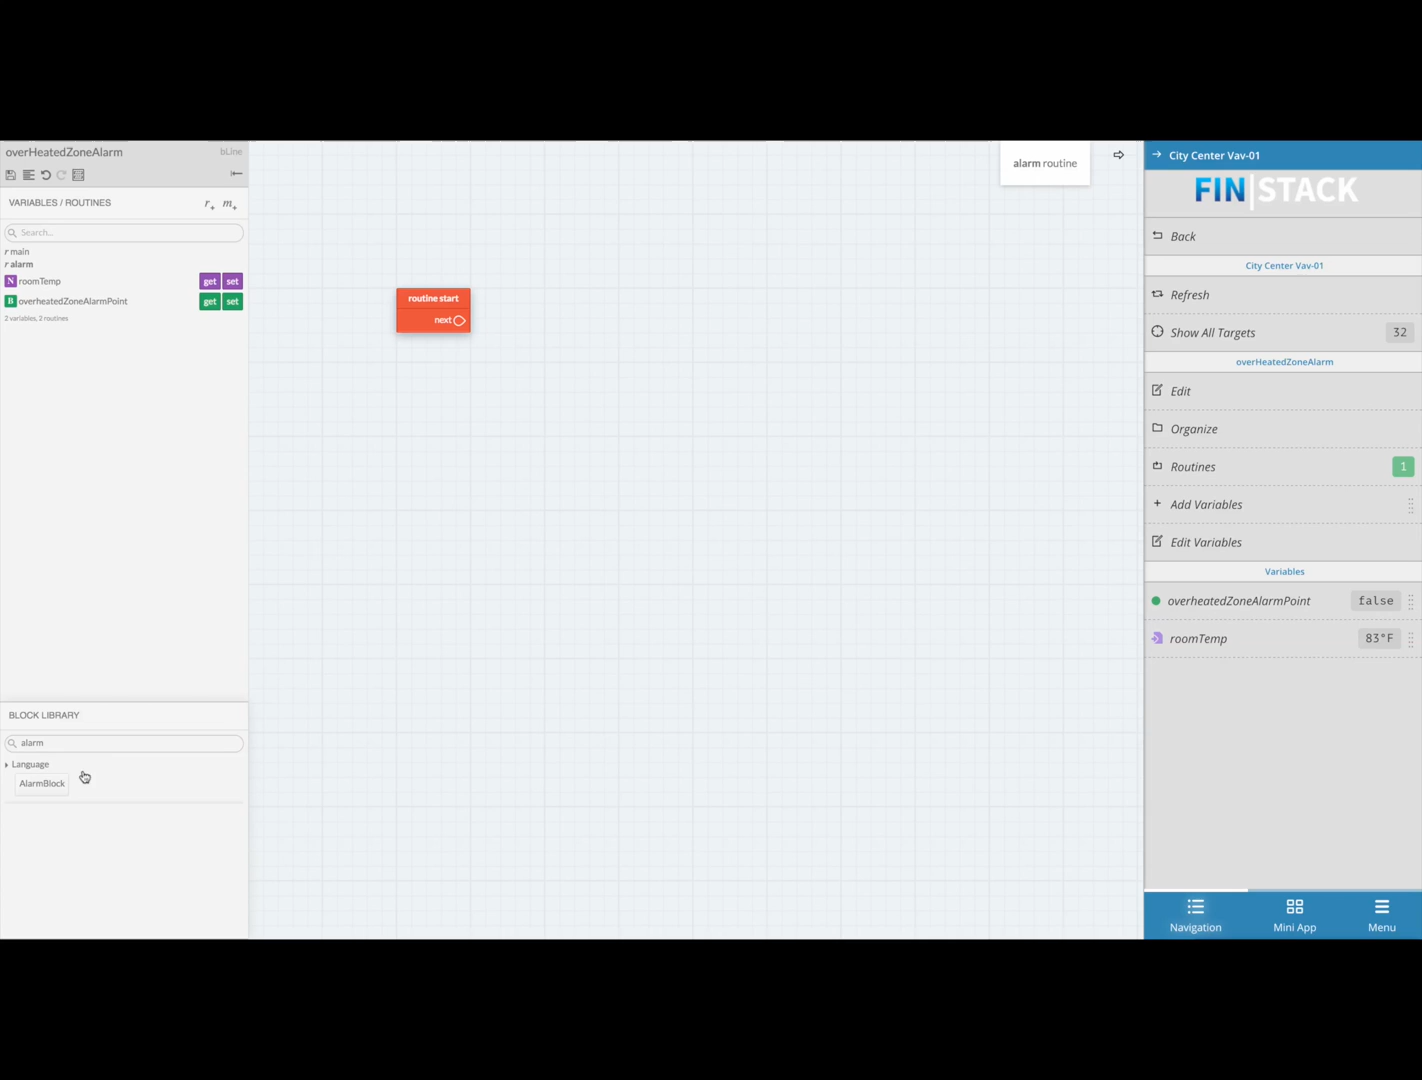 overHeatedZoneAlarm
bLine
VARIABLES / ROUTINES
r+ m+
Search...
r main
r alarm
N roomTemp get set
B overheatedZoneAlarmPoint get set
2 variables, 2 routines
BLOCK LIBRARY
alarm
Language
AlarmBlock
routine start
next
alarm routine
City Center Vav-01
FIN|STACK
Back
City Center Vav-01
Refresh
Show All Targets 32
overHeatedZoneAlarm
Edit
Organize
Routines 1
Add Variables
Edit Variables
Variables
overheatedZoneAlarmPoint false
roomTemp 83°F
Navigation
Mini App
Menu